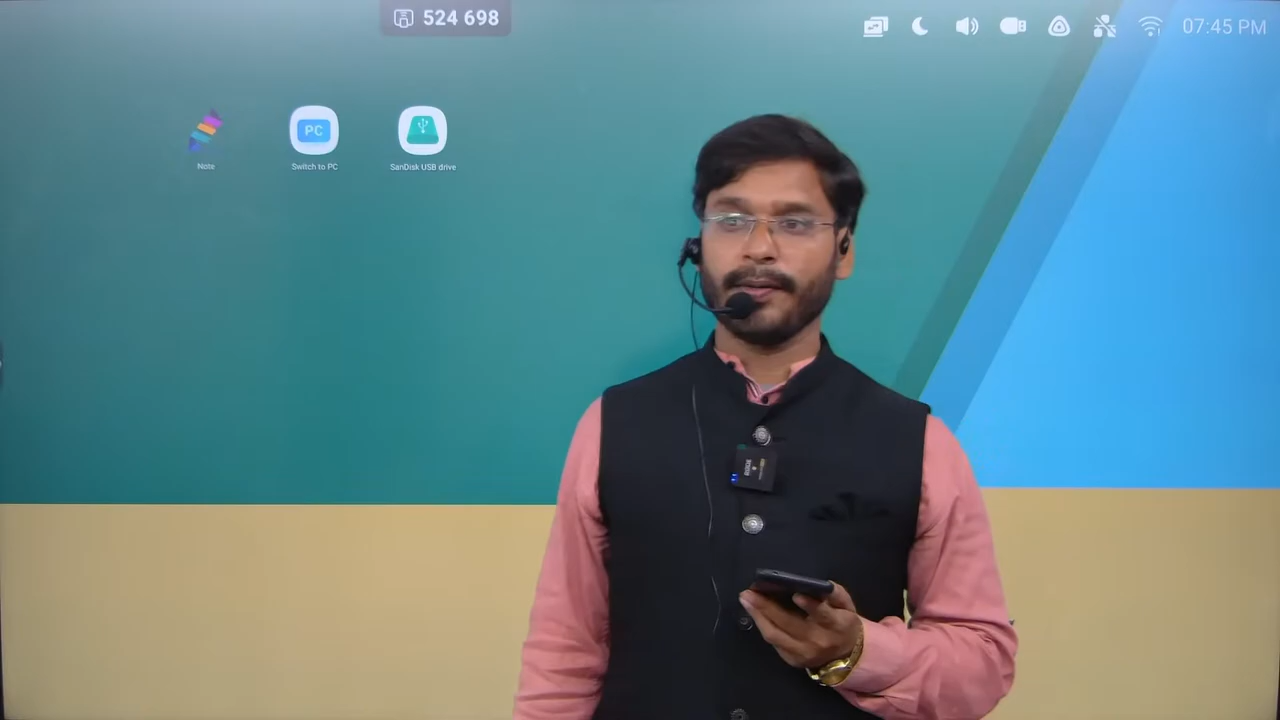 524 698
07:45 PM
PC
Note
Switch to PC
SanDisk USB drive